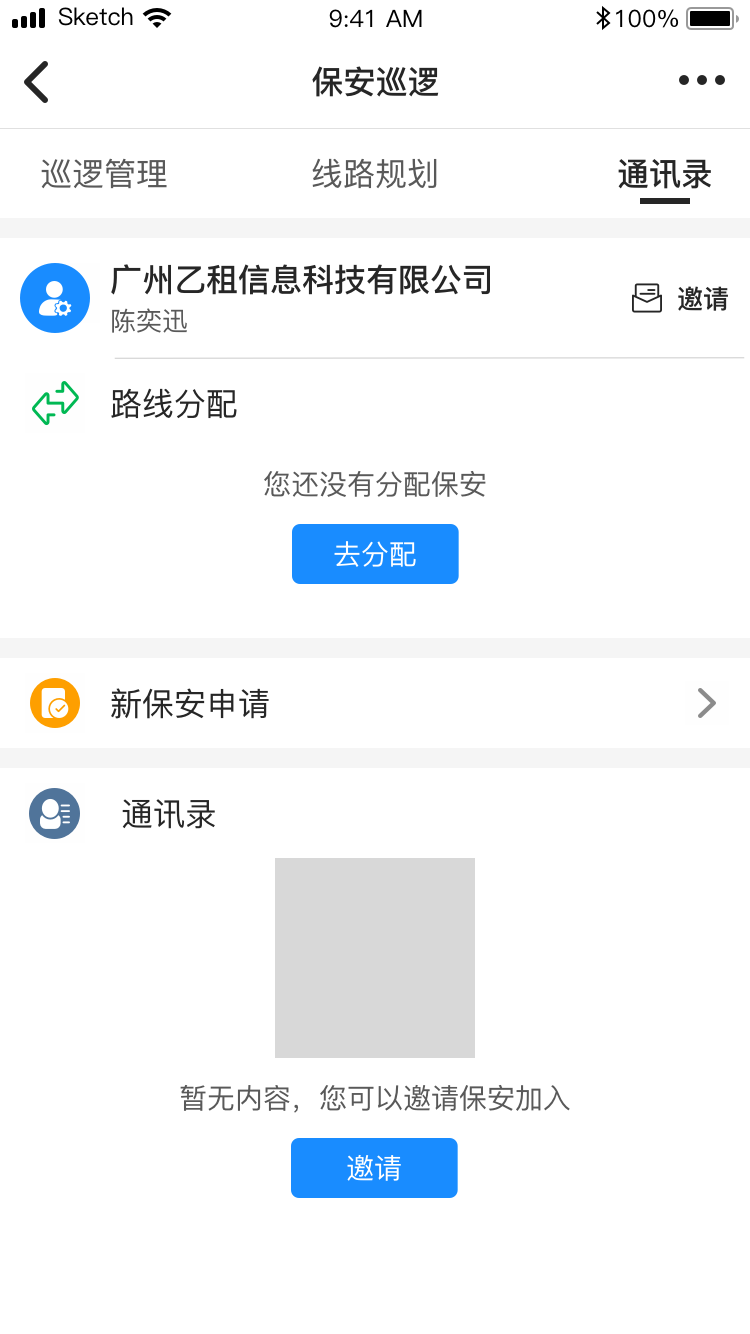 Sketch 9:41 AM 100%
保安巡逻
巡逻管理 线路规划 通讯录
广州乙租信息科技有限公司
陈奕迅
邀请
路线分配
您还没有分配保安
去分配
新保安申请
通讯录
暂无内容，您可以邀请保安加入
邀请